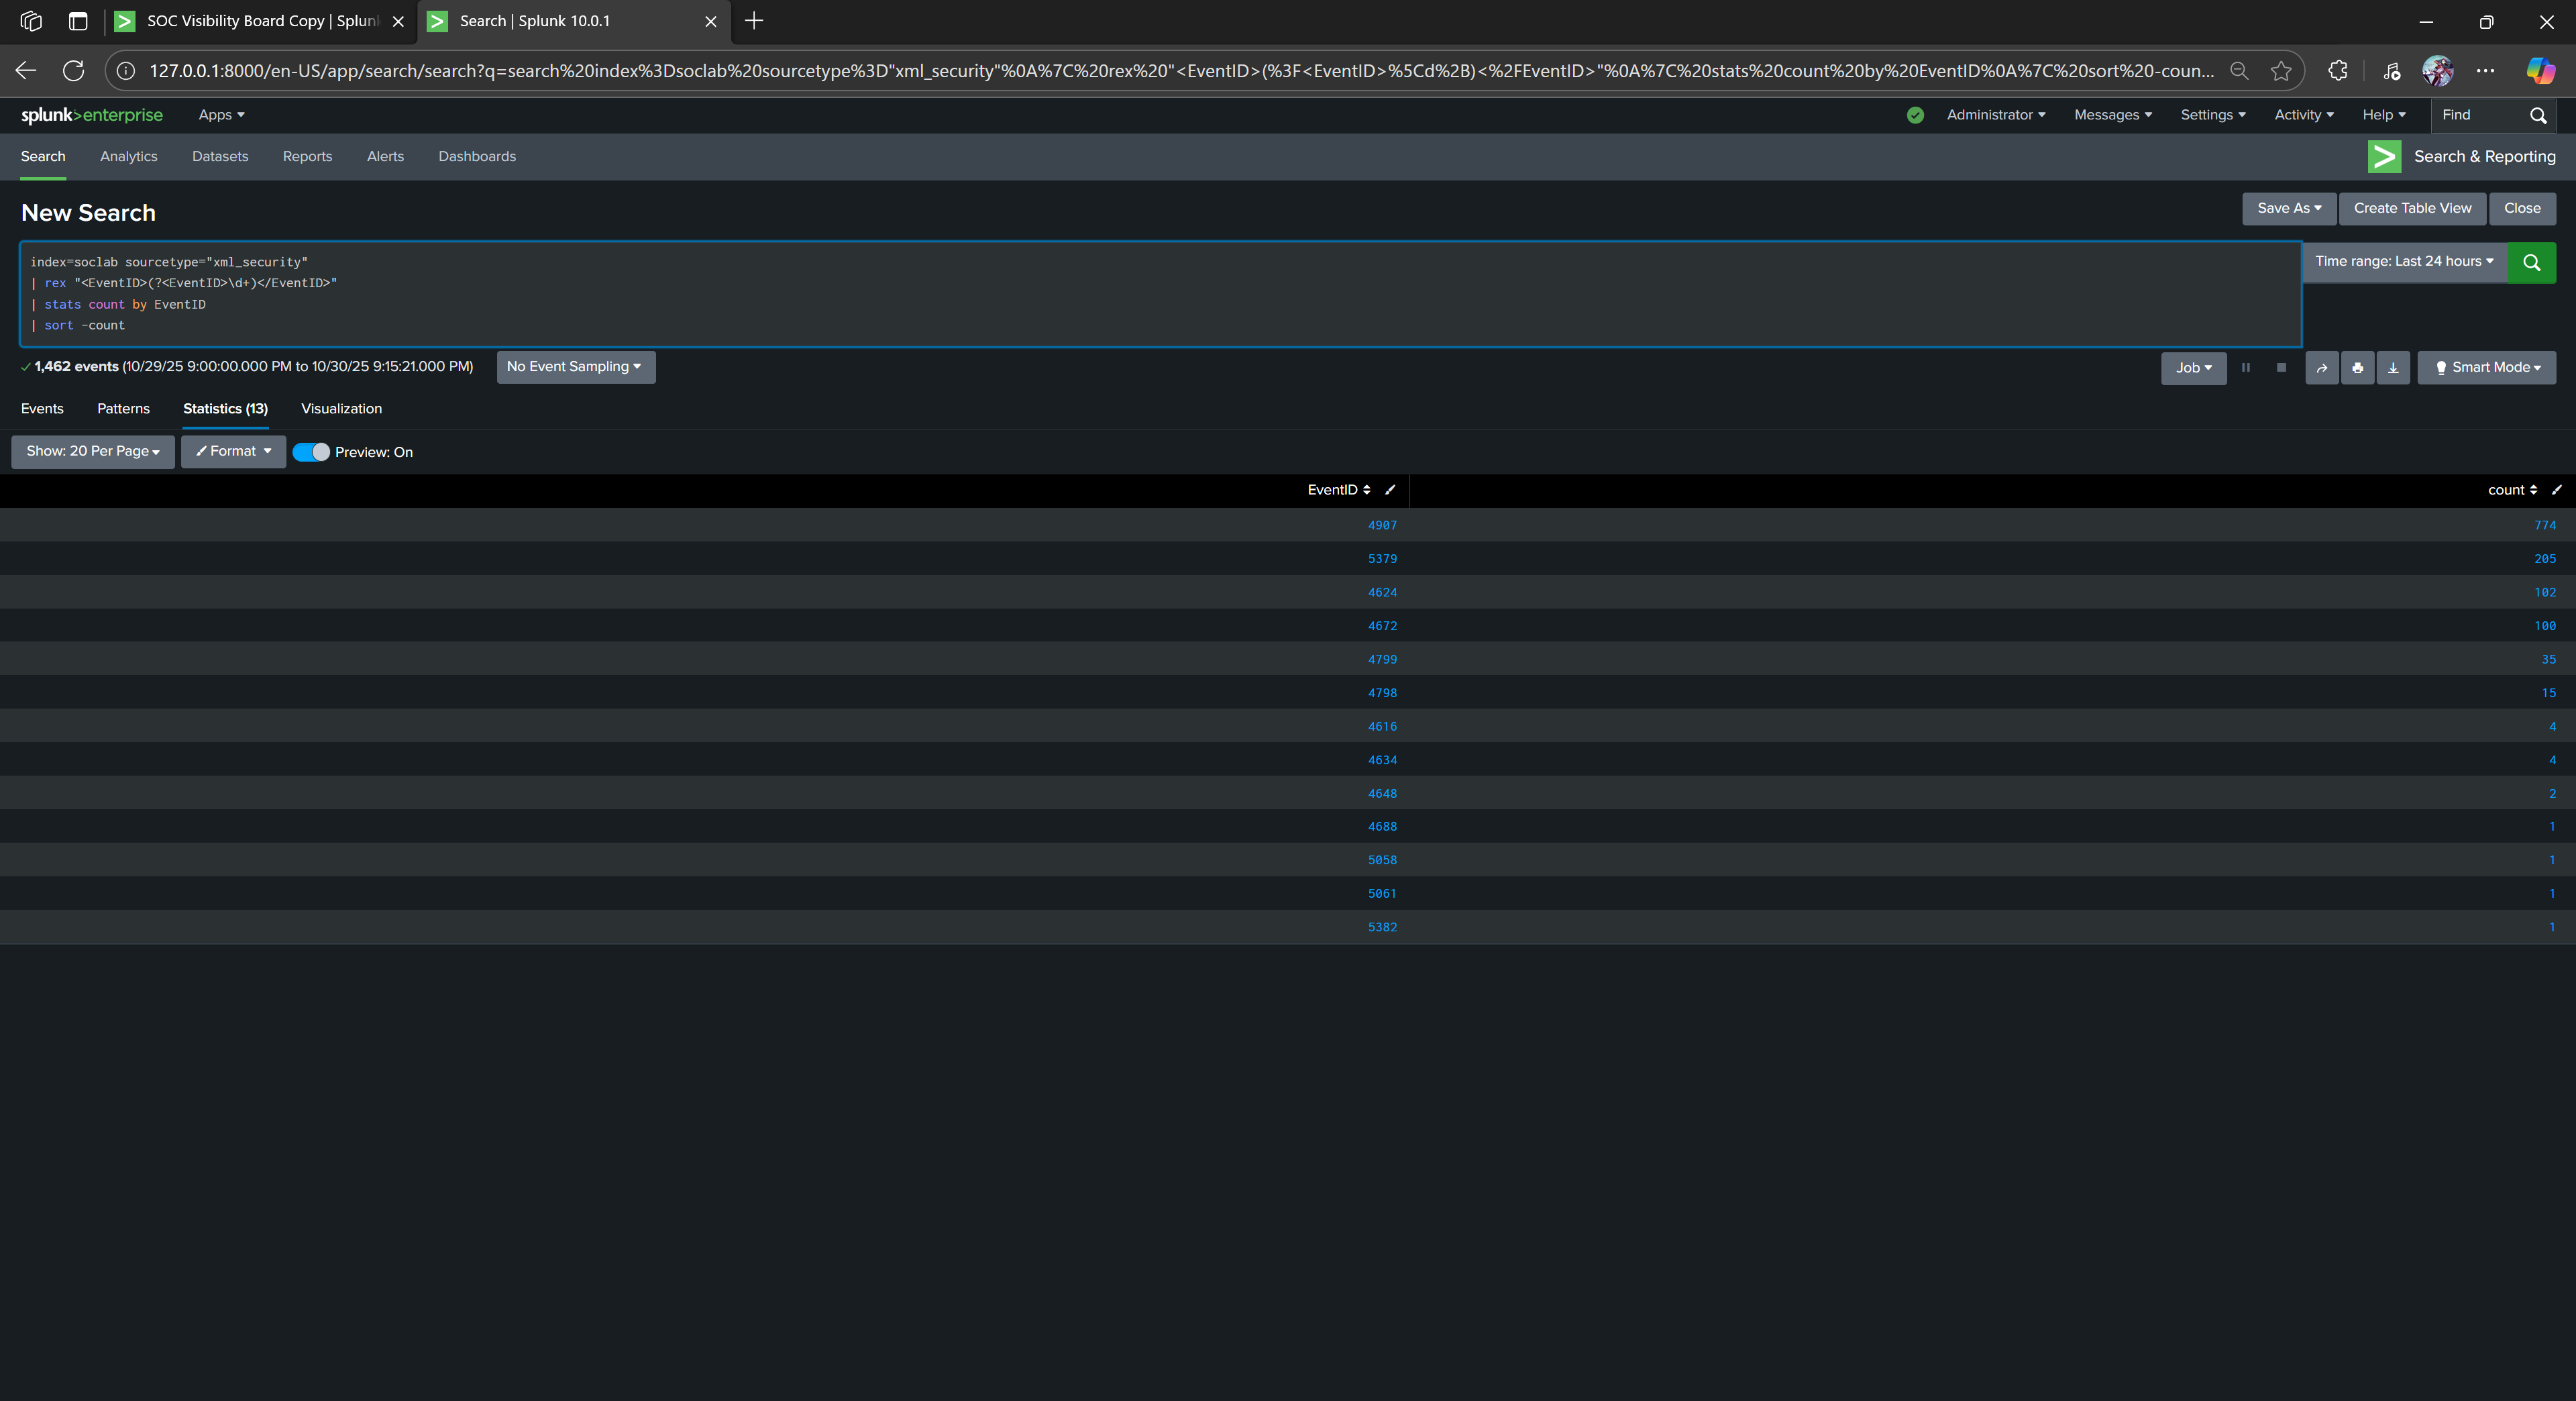 SOC Visibility Board Copy | Splunk
Search | Splunk 10.0.1
127.0.0.1:8000/en-US/app/search/search?q=search%20index%3Dsoclab%20sourcetype%3D"xml_security"%0A%7C%20rex%20"<EventID>(%3F<EventID>%5Cd%2B)<%2FEventID>"%0A%7C%20stats%20count%20by%20EventID%0A%7C%20sort%20-coun...
splunk>enterprise Apps Administrator Messages Settings Activity Help Find
Search Analytics Datasets Reports Alerts Dashboards Search & Reporting
New Search Save As Create Table View Close
index=soclab sourcetype="xml_security"
| rex "<EventID>(?<EventID>\d+)</EventID>"
| stats count by EventID
| sort -count
Time range: Last 24 hours
1,462 events (10/29/25 9:00:00.000 PM to 10/30/25 9:15:21.000 PM) No Event Sampling Job Smart Mode
Events Patterns Statistics (13) Visualization
Show: 20 Per Page Format Preview: On
EventID count
4907 774
5379 205
4624 102
4672 100
4799 35
4798 15
4616 4
4634 4
4648 2
4688 1
5058 1
5061 1
5382 1